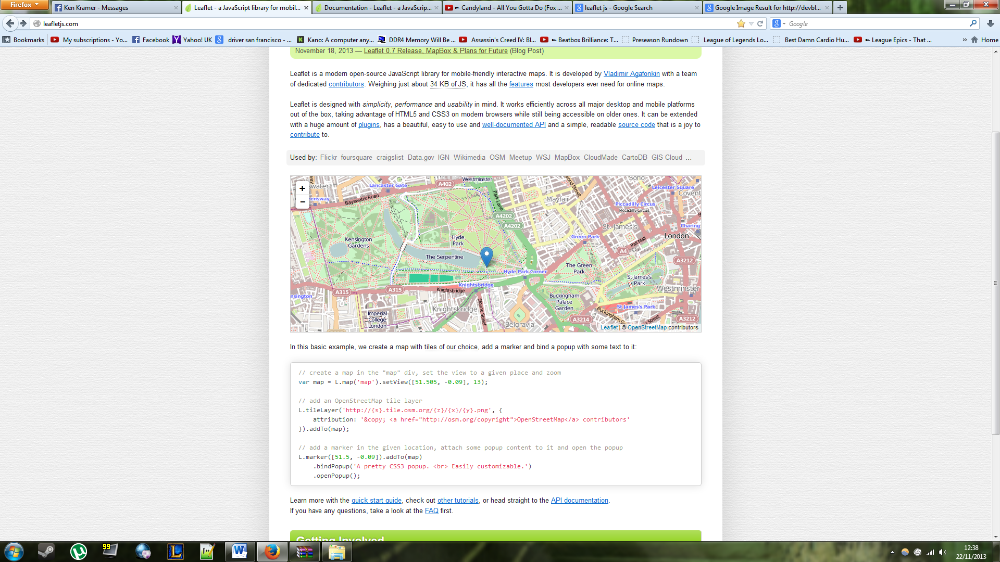 Firefox
Ken Kramer - Messages
Leaflet - a JavaScript library for mobil...
Documentation - Leaflet - a JavaScrip...
► Candyland - All You Gotta Do (Fox ...
leaflet js - Google Search
Google Image Result for http://devbl...
leafletjs.com
Google
Bookmarks
My subscriptions - Yo...
Facebook
Yahoo! UK
driver san francisco - ...
Kano: A computer any...
DDR4 Memory Will Be ...
Assassin's Creed IV: Bl...
► Beatbox Brilliance: T...
Preseason Rundown
League of Legends Lo...
Best Damn Cardio Hu...
► League Epics - That ...
»
Home
November 18, 2013 — Leaflet 0.7 Release, MapBox & Plans for Future (Blog Post)
Leaflet is a modern open-source JavaScript library for mobile-friendly interactive maps. It is developed by Vladimir Agafonkin with a team
of dedicated contributors. Weighing just about 34 KB of JS, it has all the features most developers ever need for online maps.
Leaflet is designed with simplicity, performance and usability in mind. It works efficiently across all major desktop and mobile platforms
out of the box, taking advantage of HTML5 and CSS3 on modern browsers while still being accessible on older ones. It can be extended
with a huge amount of plugins, has a beautiful, easy to use and well-documented API and a simple, readable source code that is a joy to
contribute to.
Used by: Flickr foursquare craigslist Data.gov IGN Wikimedia OSM Meetup WSJ MapBox CloudMade CartoDB GIS Cloud ...
+
−
Lancaster Gate
A402
Westminster
Bayswater Road
Park Lane
Bond Street
Soho
Leicester Square
Covent
Mayfair
Piccadilly Circus
Piccadilly Circus
A4202
A4202
St. James's
Charing
London
Green Park
Pall Mall
A4
A3212
Kensington
Gardens
Hyde
Park
The Serpentine
Hyde Park Corner
The Green
Park
St James's
Park
Westminster
Knightsbridge
A315
A315
Knightsbridge
Buckingham
Palace
Garden
St James's Park
Imperial
College
London
Knightsbridge
Sloane Street
Belgravia
A3214
A3212
Leaflet | © OpenStreetMap contributors
In this basic example, we create a map with tiles of our choice, add a marker and bind a popup with some text to it:
// create a map in the "map" div, set the view to a given place and zoom
var map = L.map('map').setView([51.505, -0.09], 13);
// add an OpenStreetMap tile layer
L.tileLayer('http://{s}.tile.osm.org/{z}/{x}/{y}.png', {
attribution: '&copy; <a href="http://osm.org/copyright">OpenStreetMap</a> contributors'
}).addTo(map);
// add a marker in the given location, attach some popup content to it and open the popup
L.marker([51.5, -0.09]).addTo(map)
.bindPopup('A pretty CSS3 popup. <br> Easily customizable.')
.openPopup();
Learn more with the quick start guide, check out other tutorials, or head straight to the API documentation.
If you have any questions, take a look at the FAQ first.
Getting Involved
99
12:38
22/11/2013